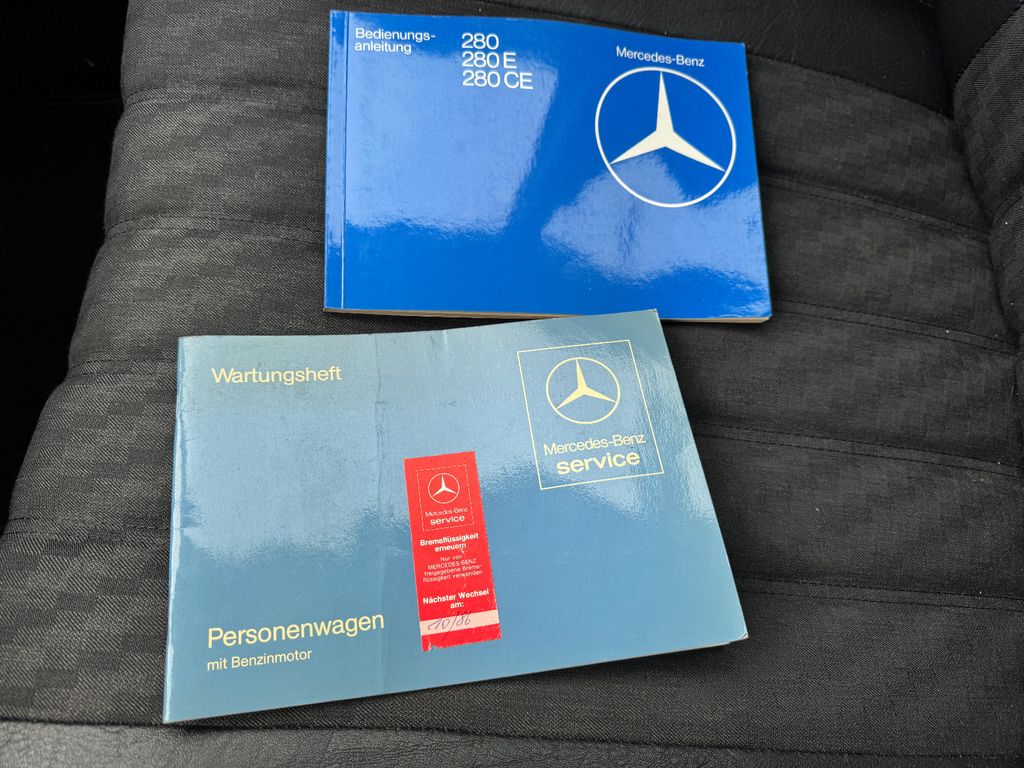 Bedienungs-
anleitung
280
280 E
280 CE
Mercedes-Benz
Wartungsheft
Mercedes-Benz
service
Mercedes-Benz
service
Bremsflüssigkeit
erneuern
Nur von
MERCEDES-BENZ
freigegebene Brems-
flüssigkeit verwenden
Nächster Wechsel
am:
10/86
Personenwagen
mit Benzinmotor